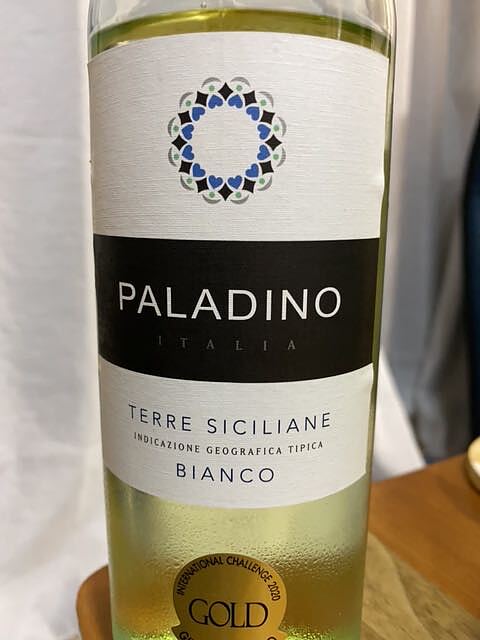 PALADINO
ITALIA
TERRE SICILIANE
INDICAZIONE GEOGRAFICA TIPICA
BIANCO
INTERNATIONAL CHALLENGE 2020
GOLD